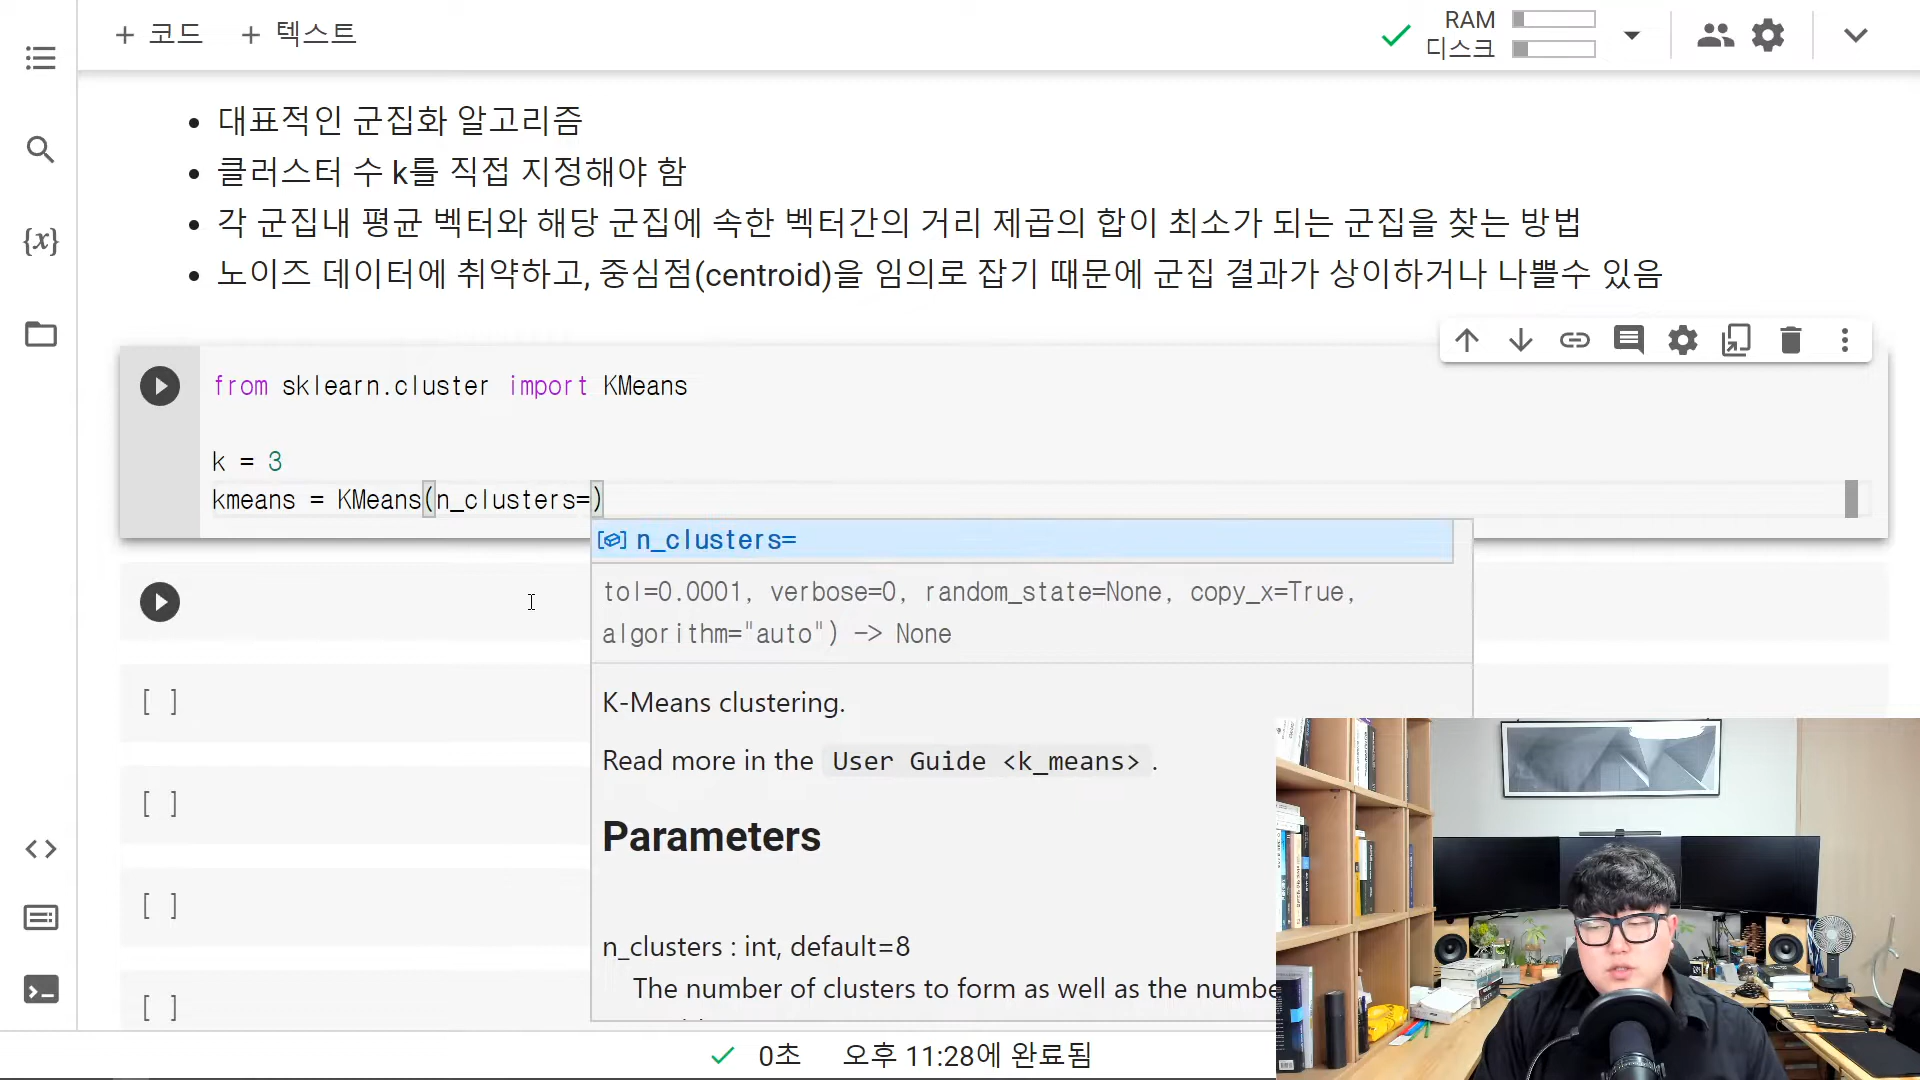 + 코드 + 텍스트
RAM
디스크
{x}
• 대표적인 군집화 알고리즘
• 클러스터 수 k를 직접 지정해야 함
• 각 군집내 평균 벡터와 해당 군집에 속한 벡터간의 거리 제곱의 합이 최소가 되는 군집을 찾는 방법
• 노이즈 데이터에 취약하고, 중심점(centroid)을 임의로 잡기 때문에 군집 결과가 상이하거나 나쁠수 있음
from sklearn.cluster import KMeans
k = 3
kmeans = KMeans(n_clusters=)
n_clusters=
tol=0.0001, verbose=0, random_state=None, copy_x=True,
algorithm="auto") -> None
K-Means clustering.
Read more in the User Guide <k_means> .
Parameters
n_clusters : int, default=8
The number of clusters to form as well as the numbe
[ ]
[ ]
[ ]
[ ]
0초 오후 11:28에 완료됨